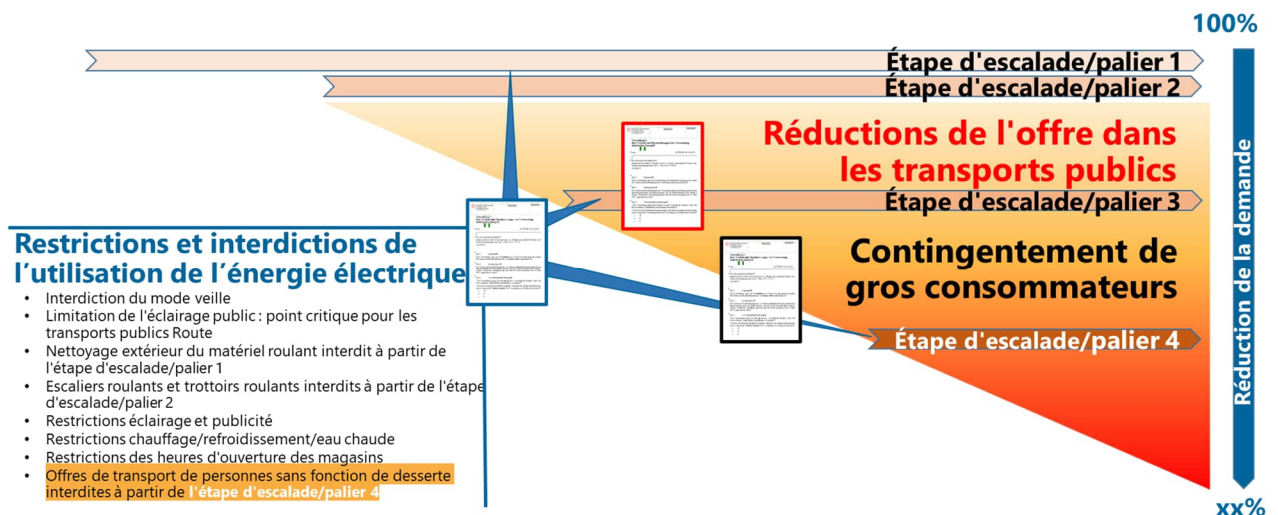 100%
Étape d'escalade/palier 1
Étape d'escalade/palier 2
Réductions de l'offre dans
les transports publics
Étape d'escalade/palier 3
Contingentement de
gros consommateurs
Étape d'escalade/palier 4
Réduction de la demande
xx%
Restrictions et interdictions de
l’utilisation de l’énergie électrique
• Interdiction du mode veille
• Limitation de l'éclairage public : point critique pour les
transports publics Route
• Nettoyage extérieur du matériel roulant interdit à partir de
l'étape d'escalade/palier 1
• Escaliers roulants et trottoirs roulants interdits à partir de l'étape
d'escalade/palier 2
• Restrictions éclairage et publicité
• Restrictions chauffage/refroidissement/eau chaude
• Restrictions des heures d'ouverture des magasins
• Offres de transport de personnes sans fonction de desserte
interdites à partir de l'étape d'escalade/palier 4